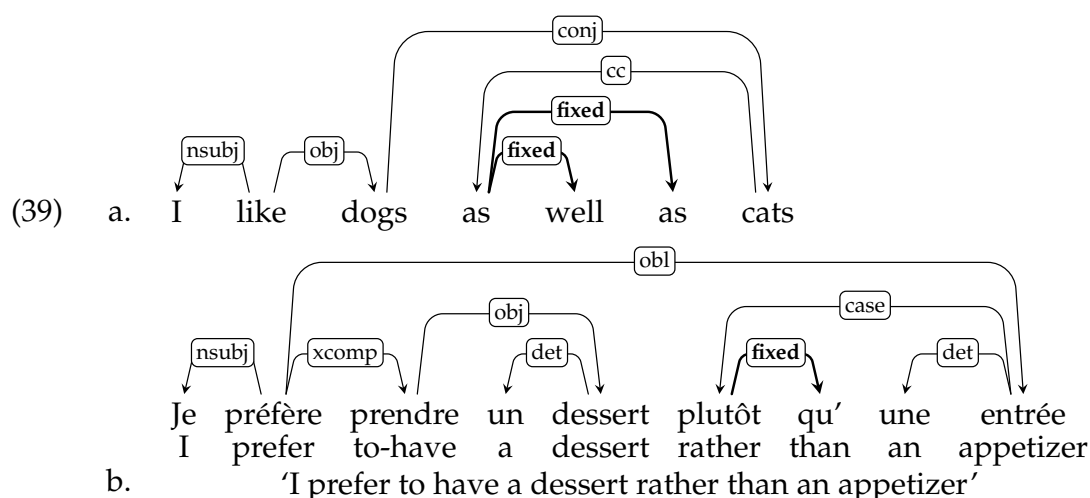 conj
cc
fixed
nsubj obj fixed
(39) a. I like dogs as well as cats
obl
case
obj
nsubj xcomp det fixed det
Je préfère prendre un dessert plutôt qu' une entrée
I prefer to-have a dessert rather than an appetizer
b. ‘I prefer to have a dessert rather than an appetizer’